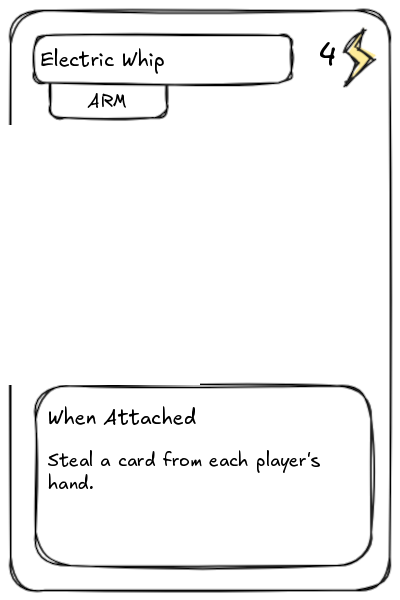 Electric Whip
4
ARM
When Attached
Steal a card from each player's
hand.